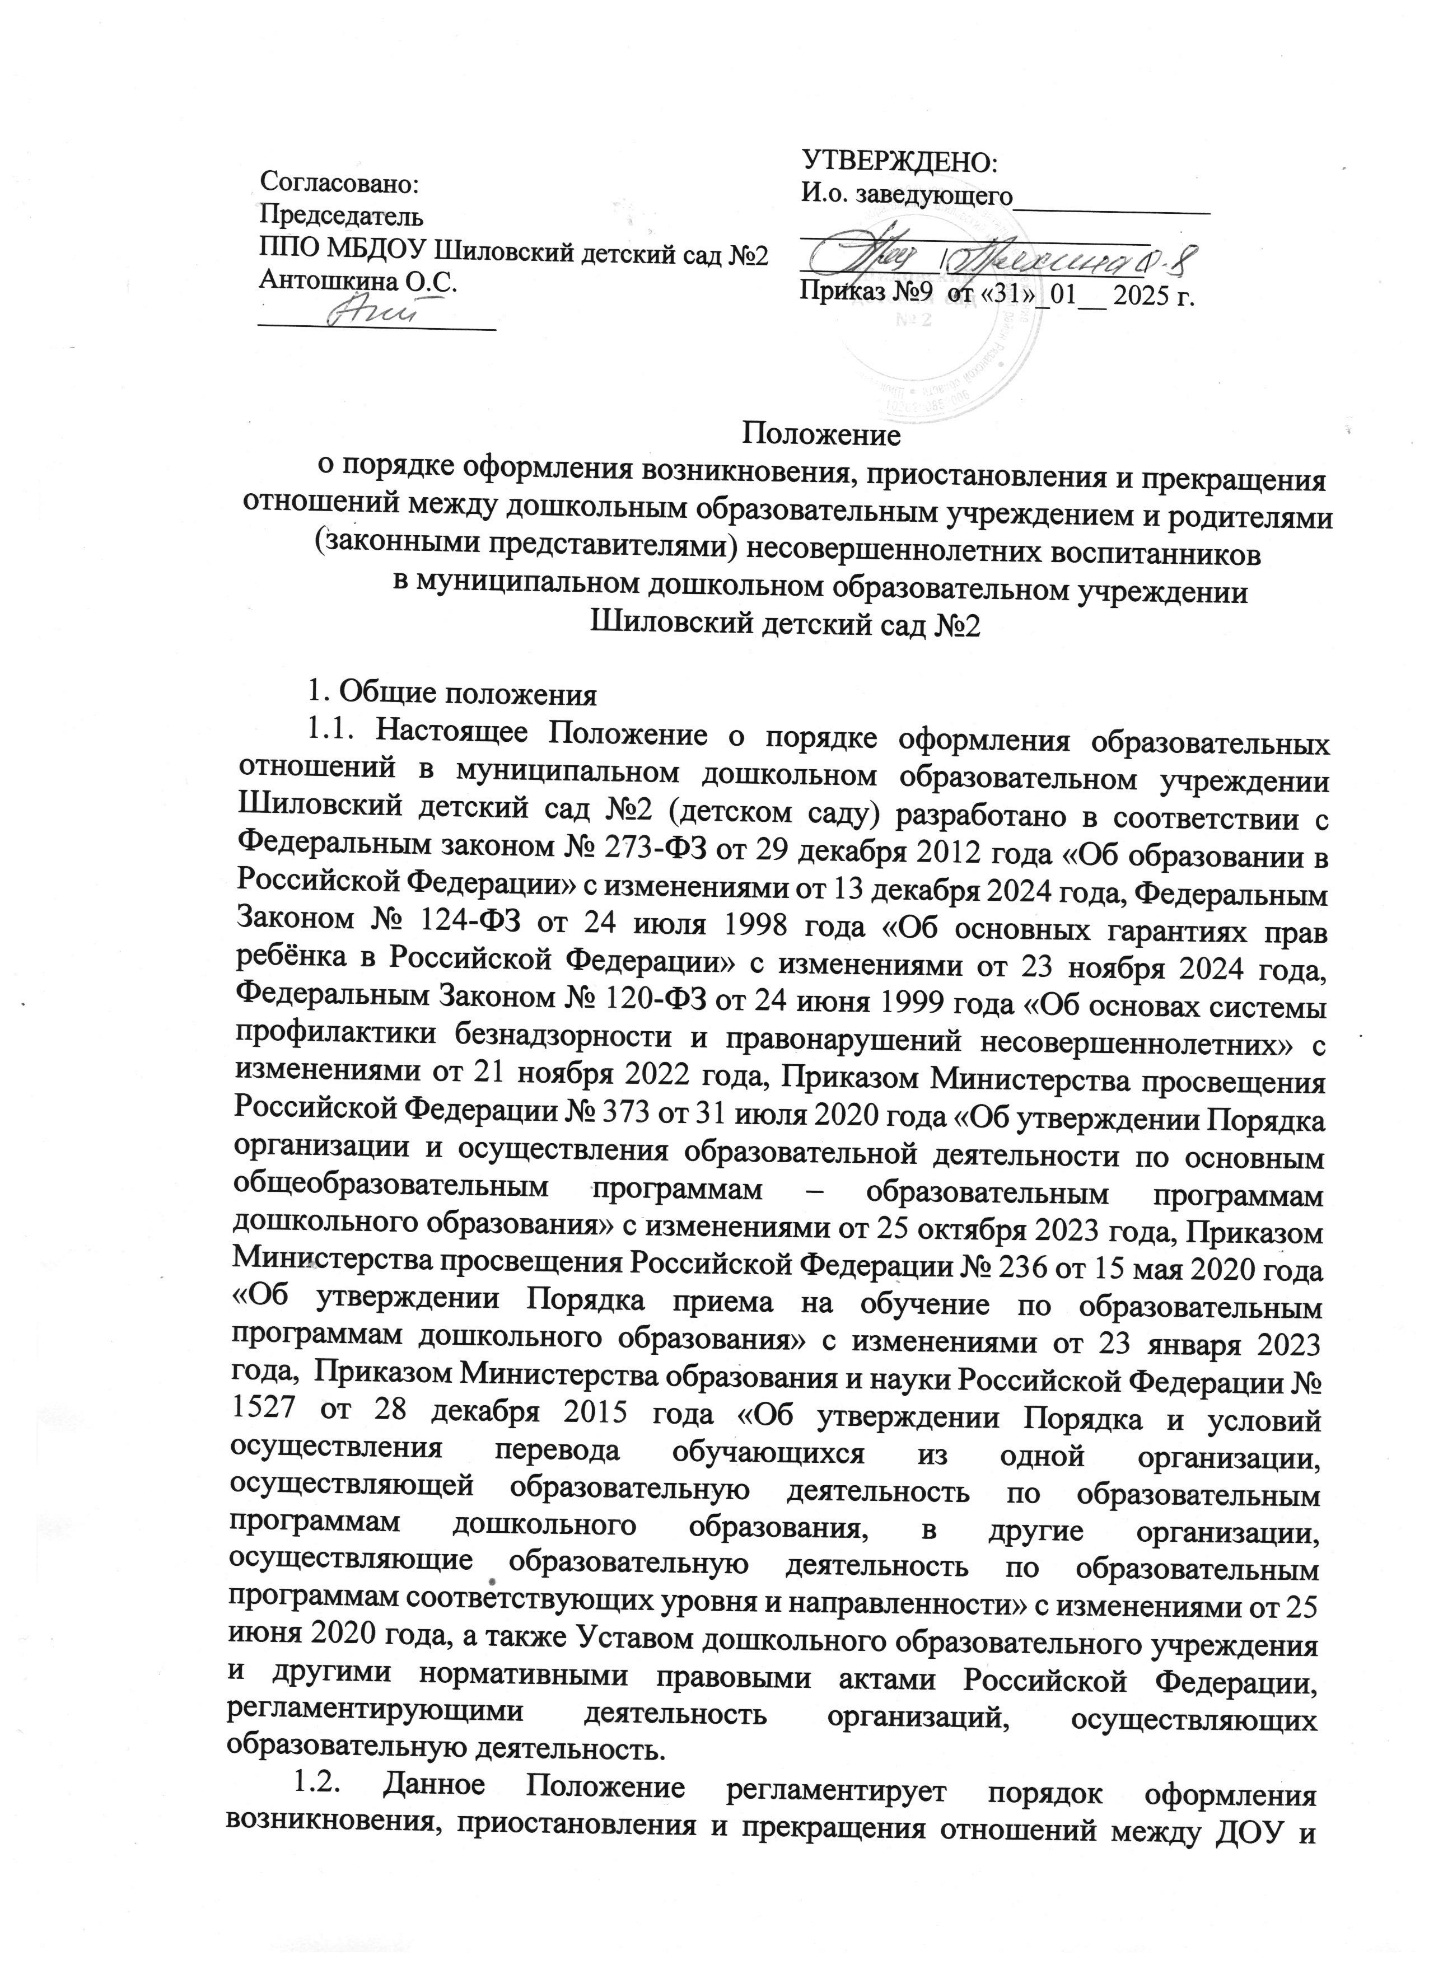 Согласовано:
Председатель
ППО МБДОУ Шиловский детский сад №2
Антошкина О.С.
УТВЕРЖДЕНО:
И.о. заведующего______________
Приказ №9 от «31»_01__ 2025 г.
№ 2
Положение
о порядке оформления возникновения, приостановления и прекращения
отношений между дошкольным образовательным учреждением и родителями
(законными представителями) несовершеннолетних воспитанников
в муниципальном дошкольном образовательном учреждении
Шиловский детский сад №2
1. Общие положения
1.1. Настоящее Положение о порядке оформления образовательных
отношений в муниципальном дошкольном образовательном учреждении
Шиловский детский сад №2 (детском саду) разработано в соответствии с
Федеральным законом № 273-ФЗ от 29 декабря 2012 года «Об образовании в
Российской Федерации» с изменениями от 13 декабря 2024 года, Федеральным
Законом № 124-ФЗ от 24 июля 1998 года «Об основных гарантиях прав
ребёнка в Российской Федерации» с изменениями от 23 ноября 2024 года,
Федеральным Законом № 120-ФЗ от 24 июня 1999 года «Об основах системы
профилактики безнадзорности и правонарушений несовершеннолетних» с
изменениями от 21 ноября 2022 года, Приказом Министерства просвещения
Российской Федерации № 373 от 31 июля 2020 года «Об утверждении Порядка
организации и осуществления образовательной деятельности по основным
общеобразовательным программам – образовательным программам
дошкольного образования» с изменениями от 25 октября 2023 года, Приказом
Министерства просвещения Российской Федерации № 236 от 15 мая 2020 года
«Об утверждении Порядка приема на обучение по образовательным
программам дошкольного образования» с изменениями от 23 января 2023
года, Приказом Министерства образования и науки Российской Федерации №
1527 от 28 декабря 2015 года «Об утверждении Порядка и условий
осуществления перевода обучающихся из одной организации,
осуществляющей образовательную деятельность по образовательным
программам дошкольного образования, в другие организации,
осуществляющие образовательную деятельность по образовательным
программам соответствующих уровня и направленности» с изменениями от 25
июня 2020 года, а также Уставом дошкольного образовательного учреждения
и другими нормативными правовыми актами Российской Федерации,
регламентирующими деятельность организаций, осуществляющих
образовательную деятельность.
1.2. Данное Положение регламентирует порядок оформления
возникновения, приостановления и прекращения отношений между ДОУ и